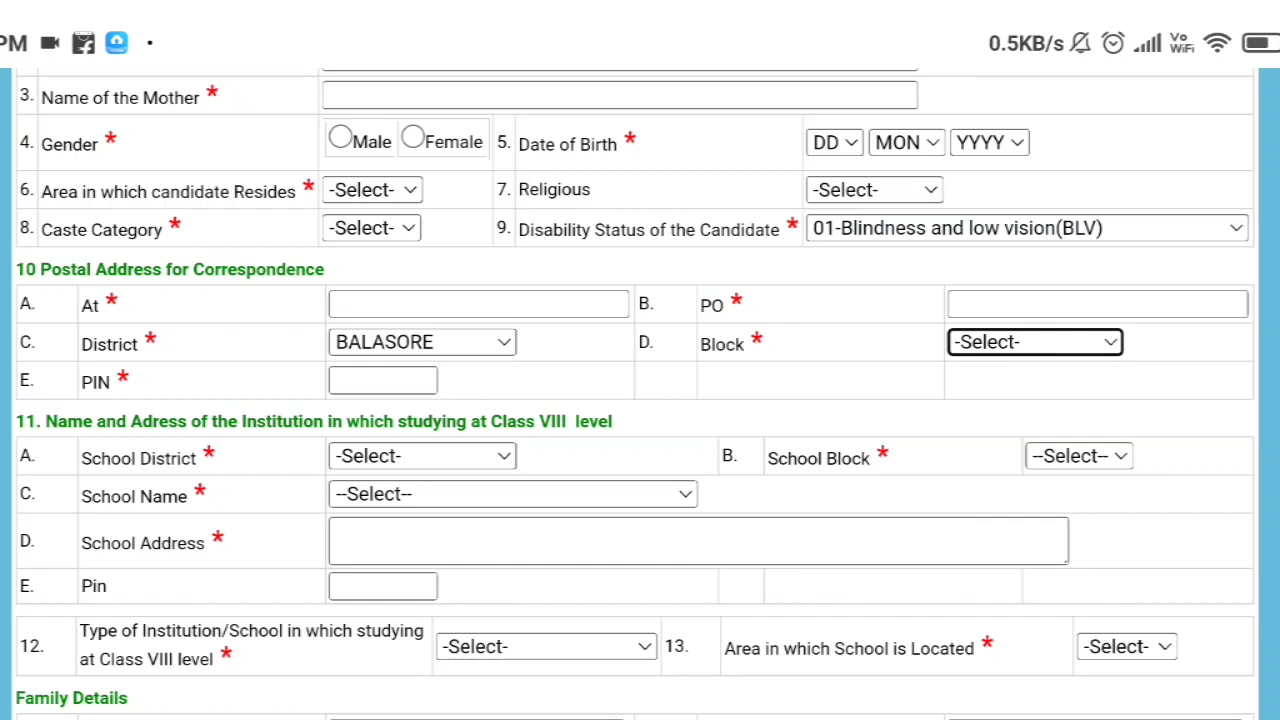 PM 0.5KB/s Vo WiFi
3. Name of the Mother *
4. Gender * Male Female 5. Date of Birth * DD MON YYYY
6. Area in which candidate Resides * -Select- 7. Religious -Select-
8. Caste Category * -Select- 9. Disability Status of the Candidate * 01-Blindness and low vision(BLV)
10 Postal Address for Correspondence
A. At * B. PO *
C. District * BALASORE D. Block * -Select-
E. PIN *
11. Name and Adress of the Institution in which studying at Class VIII level
A. School District * -Select- B. School Block * --Select--
C. School Name * --Select--
D. School Address *
E. Pin
12. Type of Institution/School in which studying
at Class VIII level * -Select- 13. Area in which School is Located * -Select-
Family Details